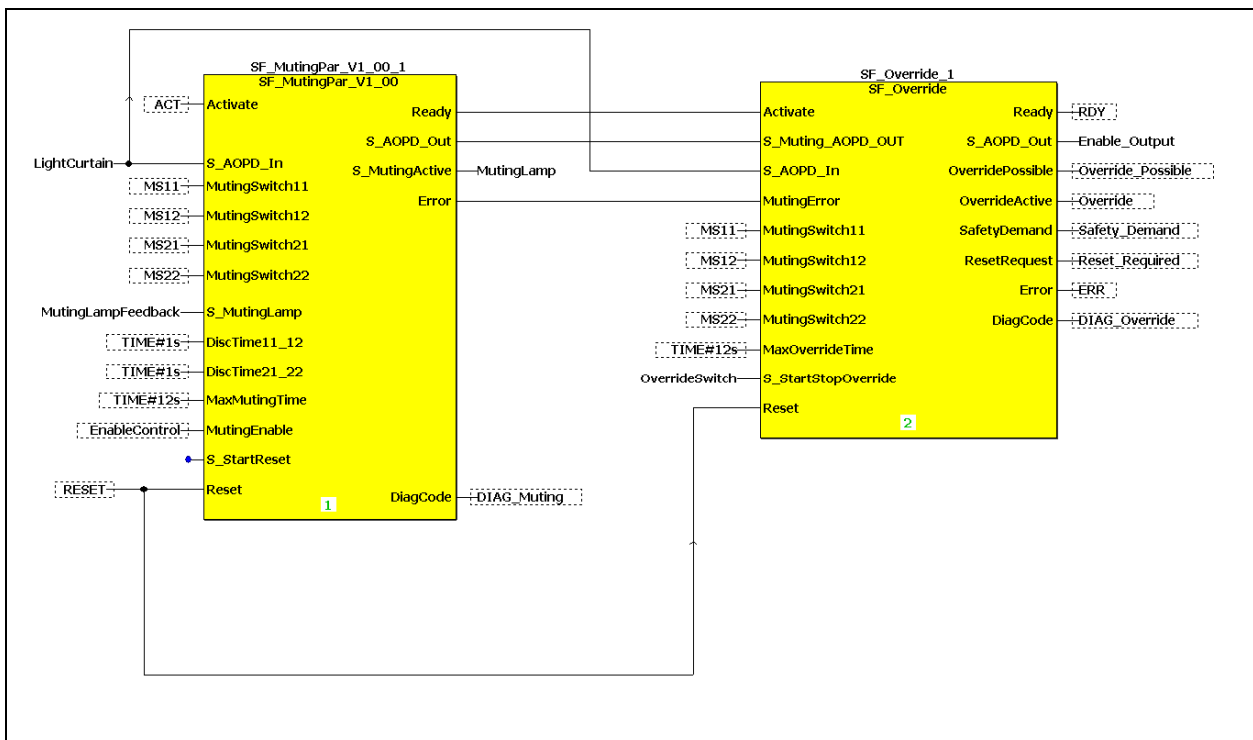 SF_MutingPar_V1_00_1
SF_MutingPar_V1_00
ACT Activate
Ready
S_AOPD_Out
LightCurtain S_AOPD_In
S_MutingActive MutingLamp
MS11 MutingSwitch11
Error
MS12 MutingSwitch12
MS21 MutingSwitch21
MS22 MutingSwitch22
MutingLampFeedback S_MutingLamp
TIME#1s DiscTime11_12
TIME#1s DiscTime21_22
TIME#12s MaxMutingTime
EnableControl MutingEnable
S_StartReset
RESET Reset
DiagCode DIAG_Muting
1
SF_Override_1
SF_Override
Activate Ready RDY
S_Muting_AOPD_OUT S_AOPD_Out Enable_Output
S_AOPD_In OverridePossible Override_Possible
MutingError OverrideActive Override
MS11 MutingSwitch11 SafetyDemand Safety_Demand
MS12 MutingSwitch12 ResetRequest Reset_Required
MS21 MutingSwitch21 Error ERR
MS22 MutingSwitch22 DiagCode DIAG_Override
TIME#12s MaxOverrideTime
OverrideSwitch S_StartStopOverride
Reset
2